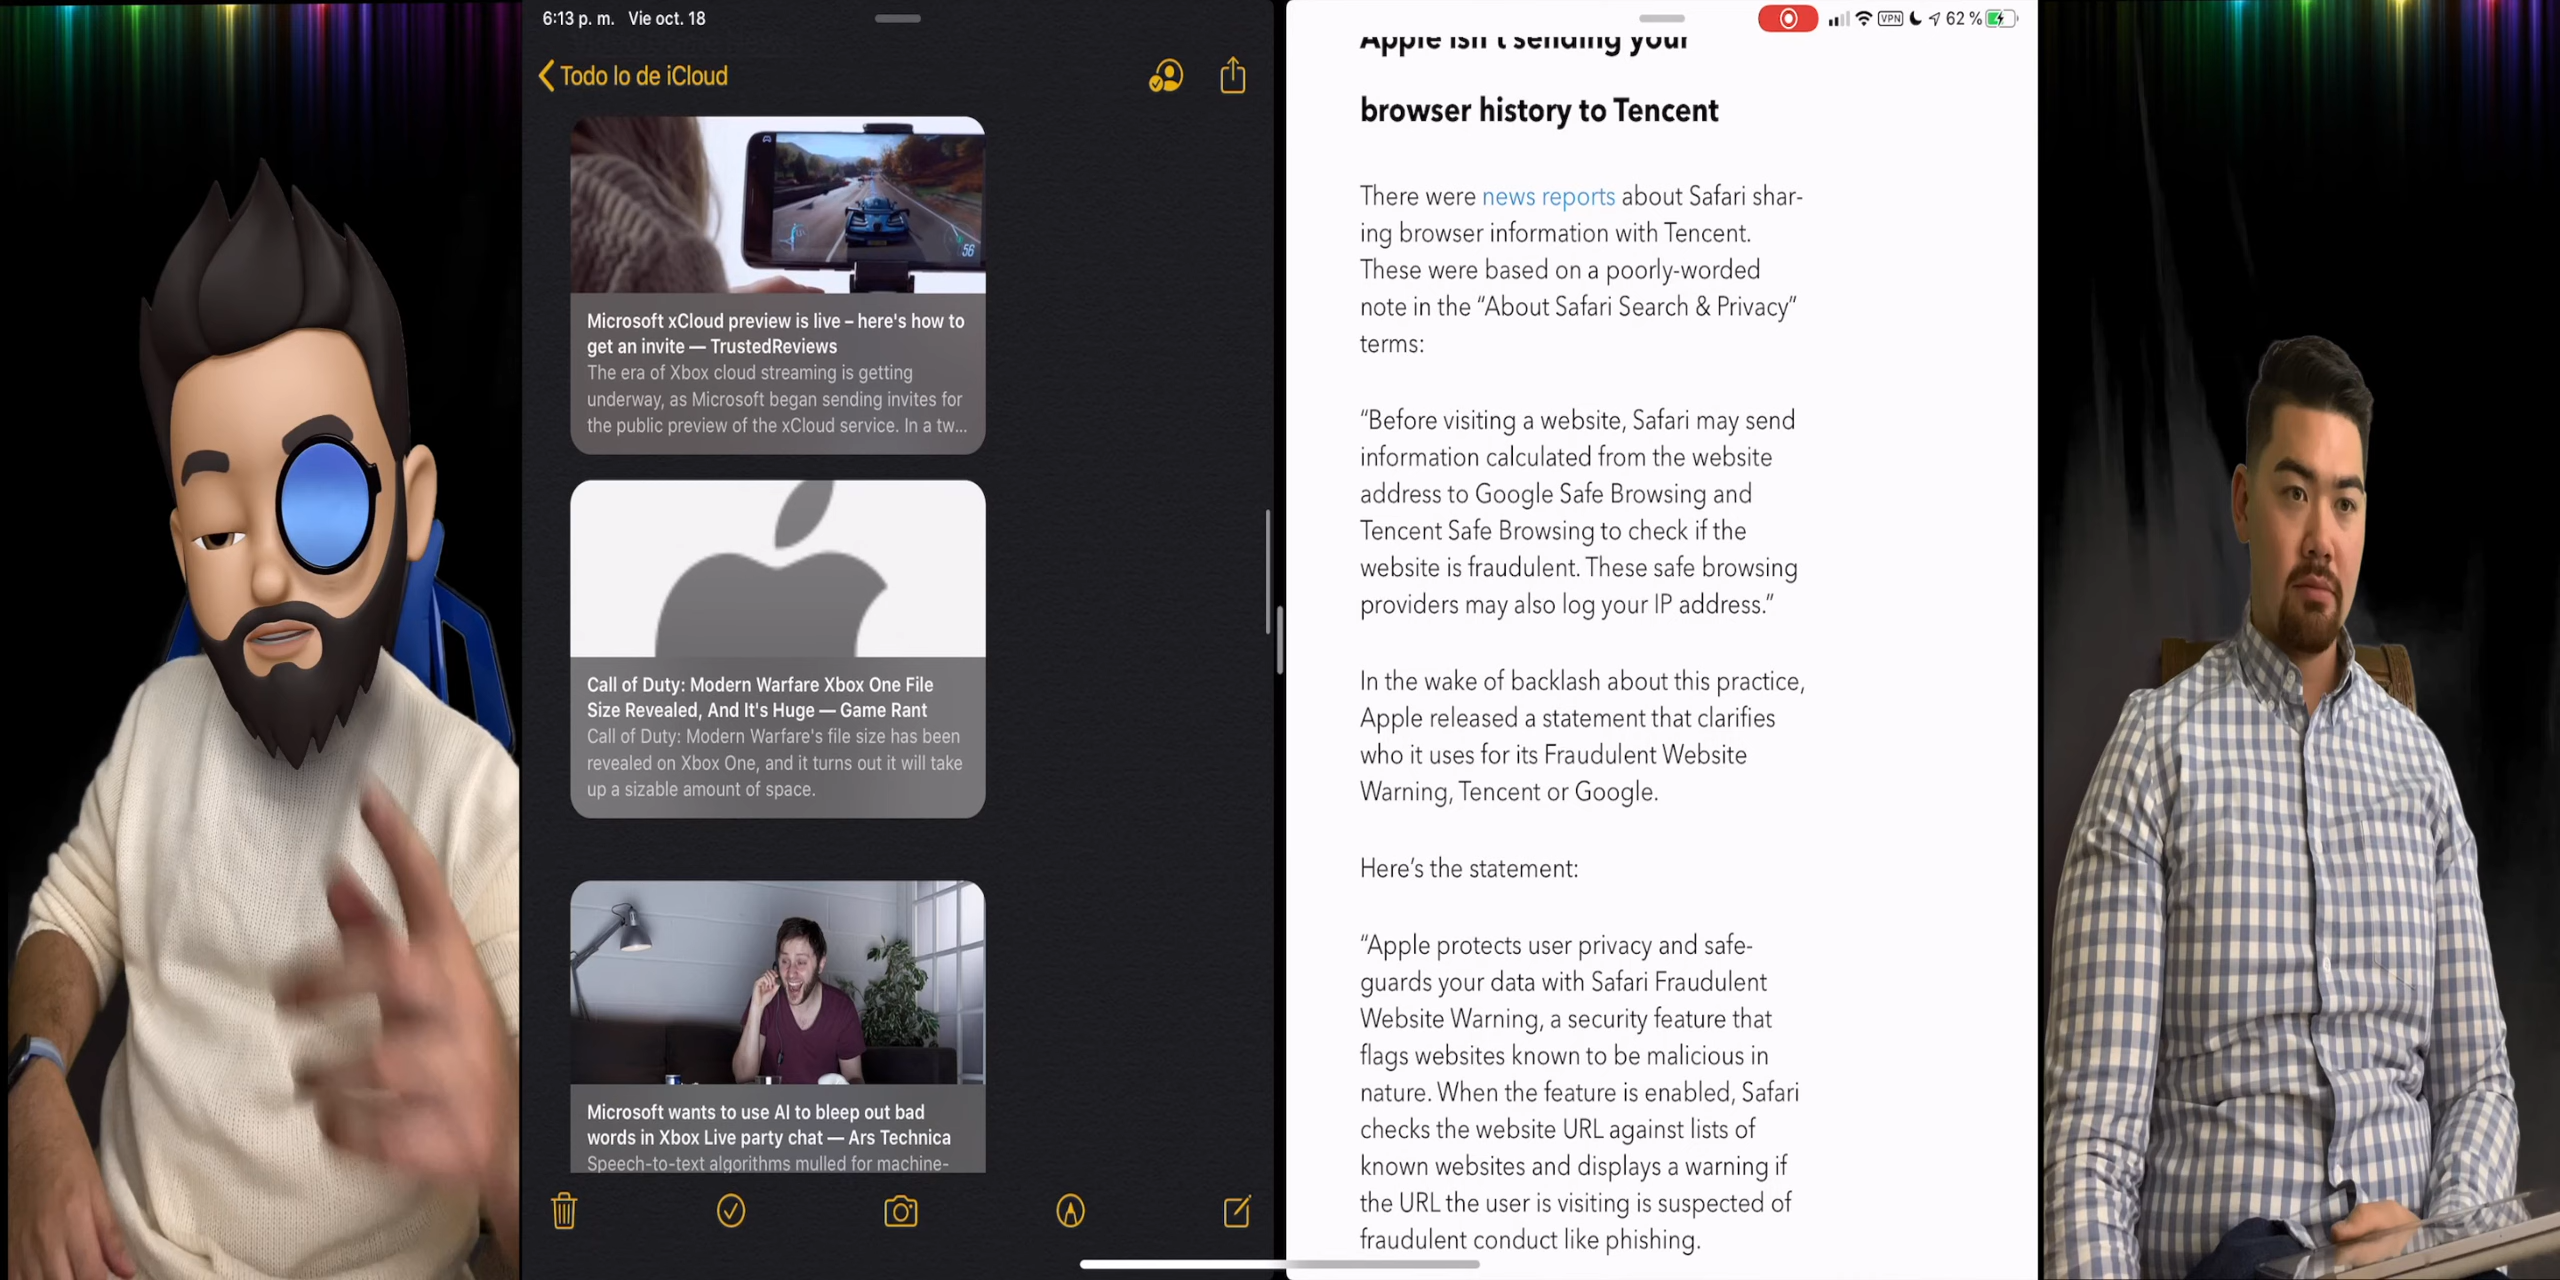 6:13 p. m. Vie oct. 18
Todo lo de iCloud
56
Microsoft xCloud preview is live – here's how to
get an invite — TrustedReviews
The era of Xbox cloud streaming is getting
underway, as Microsoft began sending invites for
the public preview of the xCloud service. In a tw...
Call of Duty: Modern Warfare Xbox One File
Size Revealed, And It's Huge — Game Rant
Call of Duty: Modern Warfare's file size has been
revealed on Xbox One, and it turns out it will take
up a sizable amount of space.
Microsoft wants to use AI to bleep out bad
words in Xbox Live party chat — Ars Technica
Speech-to-text algorithms mulled for machine-
VPN 62 %
Apple isn't sending your
browser history to Tencent
There were news reports about Safari shar-
ing browser information with Tencent.
These were based on a poorly-worded
note in the “About Safari Search & Privacy”
terms:
“Before visiting a website, Safari may send
information calculated from the website
address to Google Safe Browsing and
Tencent Safe Browsing to check if the
website is fraudulent. These safe browsing
providers may also log your IP address.”
In the wake of backlash about this practice,
Apple released a statement that clarifies
who it uses for its Fraudulent Website
Warning, Tencent or Google.
Here’s the statement:
“Apple protects user privacy and safe-
guards your data with Safari Fraudulent
Website Warning, a security feature that
flags websites known to be malicious in
nature. When the feature is enabled, Safari
checks the website URL against lists of
known websites and displays a warning if
the URL the user is visiting is suspected of
fraudulent conduct like phishing.